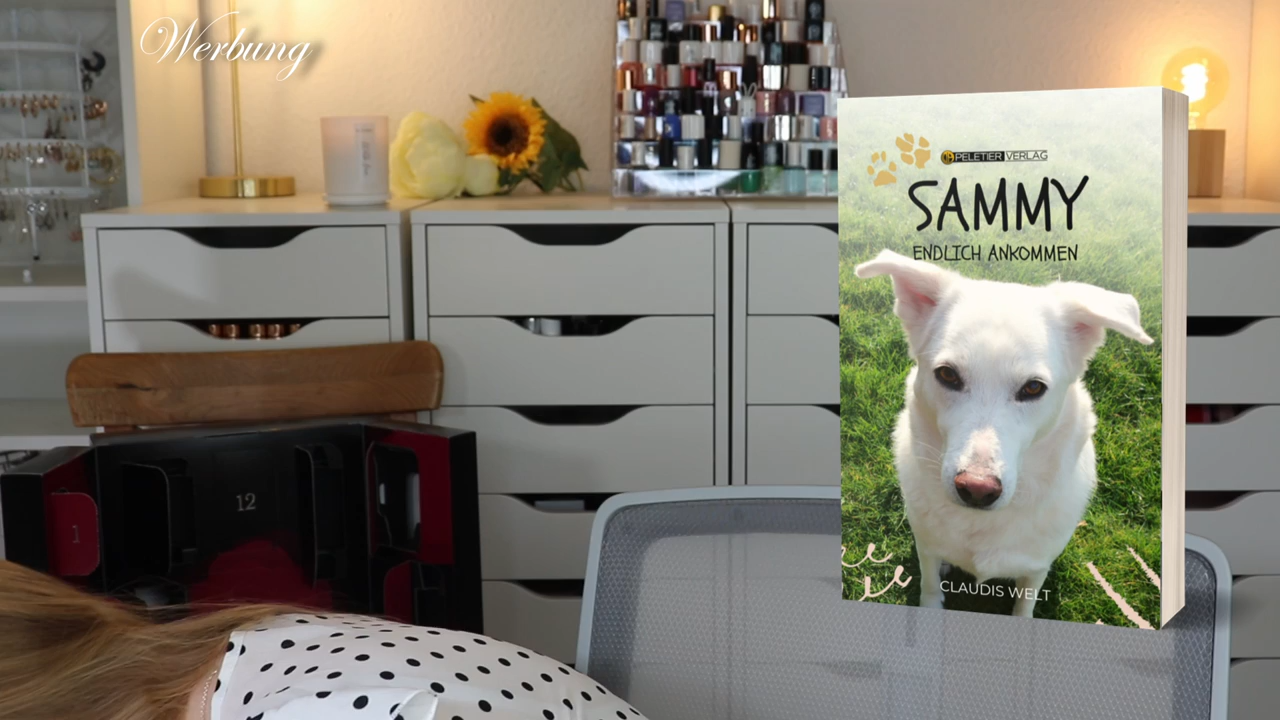 Werbung
PELETIER VERLAG
SAMMY
ENDLICH ANKOMMEN
CLAUDIS WELT
12
1